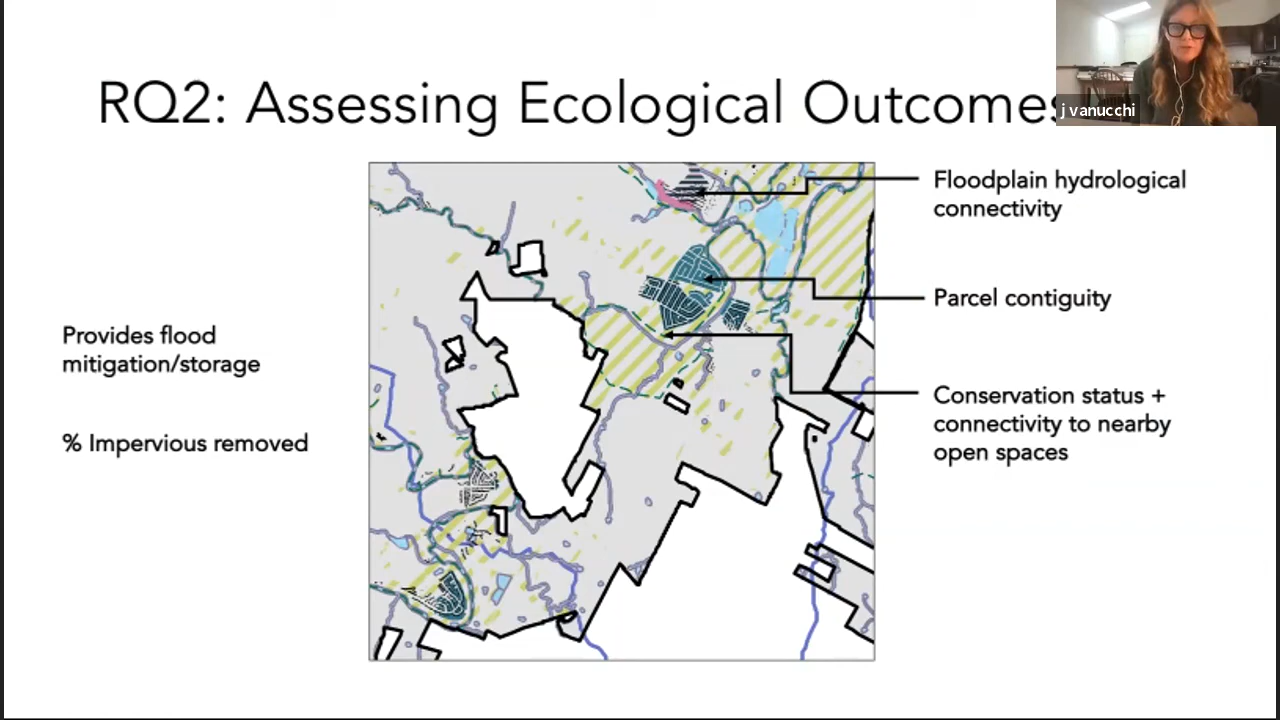 RQ2: Assessing Ecological Outcomes
j vanucchi
Floodplain hydrological
connectivity
Parcel contiguity
Provides flood
mitigation/storage
Conservation status +
connectivity to nearby
open spaces
% Impervious removed